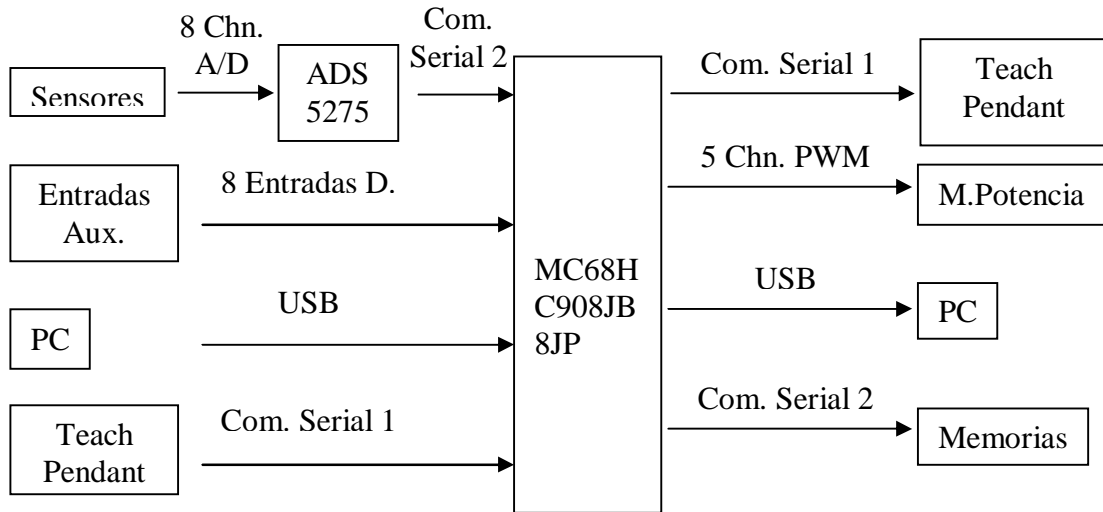 8 Chn.
A/D
Com.
Serial 2
Sensores
ADS
5275
Com. Serial 1
Teach
Pendant
Entradas
Aux.
8 Entradas D.
5 Chn. PWM
M.Potencia
MC68H
C908JB
8JP
PC
USB
USB
PC
Teach
Pendant
Com. Serial 1
Com. Serial 2
Memorias